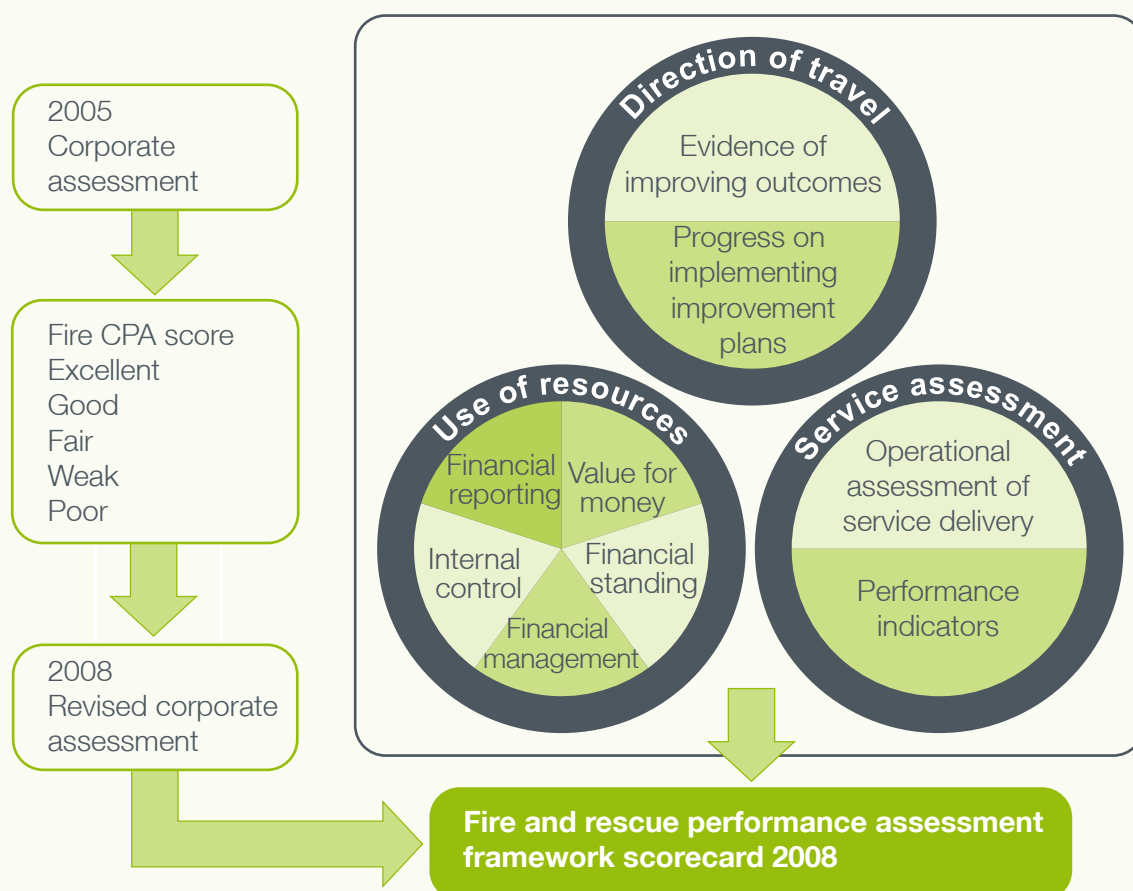 2005
Corporate
assessment
Fire CPA score
Excellent
Good
Fair
Weak
Poor
2008
Revised corporate
assessment
Direction of travel
Evidence of
improving outcomes
Progress on
implementing
improvement
plans
Use of resources
Financial
reporting
Value for
money
Internal
control
Financial
standing
Financial
management
Service assessment
Operational
assessment of
service delivery
Performance
indicators
Fire and rescue performance assessment
framework scorecard 2008